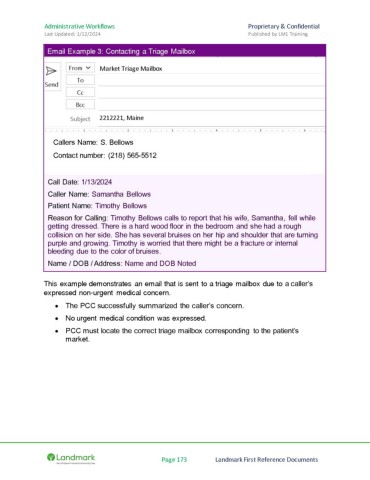 Administrative Workflows Proprietary & Confidential
Last Updated: 1/12/2024 Published by LMS Training
Email Example 3: Contacting a Triage Mailbox
From Market Triage Mailbox
Send To
Cc
Bcc
Subject 2212221, Maine
Callers Name: S. Bellows
Contact number: (218) 565-5512
Call Date: 1/13/2024
Caller Name: Samantha Bellows
Patient Name: Timothy Bellows
Reason for Calling: Timothy Bellows calls to report that his wife, Samantha, fell while
getting dressed. There is a hard wood floor in the bedroom and she had a rough
collision on her side. She has several bruises on her hip and shoulder that are turning
purple and growing. Timothy is worried that there might be a fracture or internal
bleeding due to the color of bruises.
Name / DOB / Address: Name and DOB Noted
This example demonstrates an email that is sent to a triage mailbox due to a caller's
expressed non-urgent medical concern.
• The PCC successfully summarized the caller's concern.
• No urgent medical condition was expressed.
• PCC must locate the correct triage mailbox corresponding to the patient's
market.
Landmark Page 173 Landmark First Reference Documents